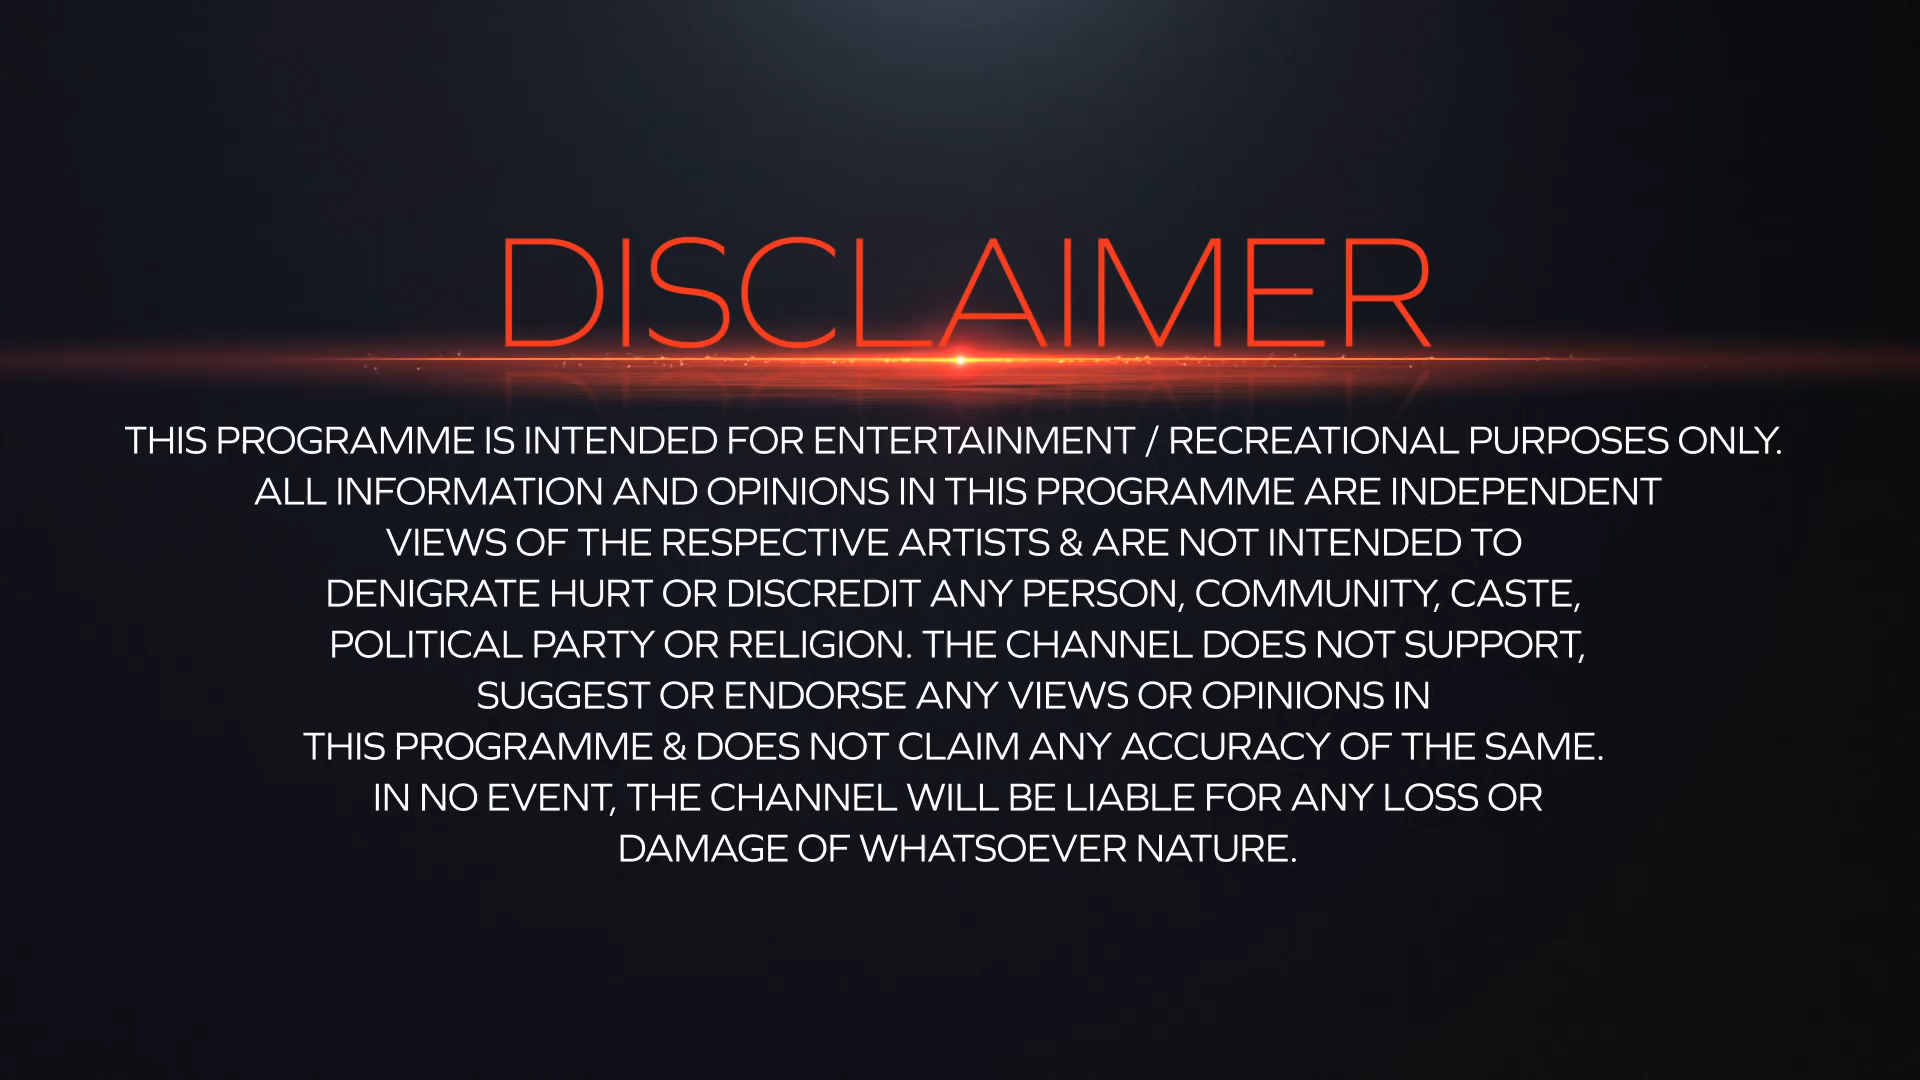 DISCLAIMER
THIS PROGRAMME IS INTENDED FOR ENTERTAINMENT / RECREATIONAL PURPOSES ONLY.
ALL INFORMATION AND OPINIONS IN THIS PROGRAMME ARE INDEPENDENT
VIEWS OF THE RESPECTIVE ARTISTS & ARE NOT INTENDED TO
DENIGRATE HURT OR DISCREDIT ANY PERSON, COMMUNITY, CASTE,
POLITICAL PARTY OR RELIGION. THE CHANNEL DOES NOT SUPPORT,
SUGGEST OR ENDORSE ANY VIEWS OR OPINIONS IN
THIS PROGRAMME & DOES NOT CLAIM ANY ACCURACY OF THE SAME.
IN NO EVENT, THE CHANNEL WILL BE LIABLE FOR ANY LOSS OR
DAMAGE OF WHATSOEVER NATURE.